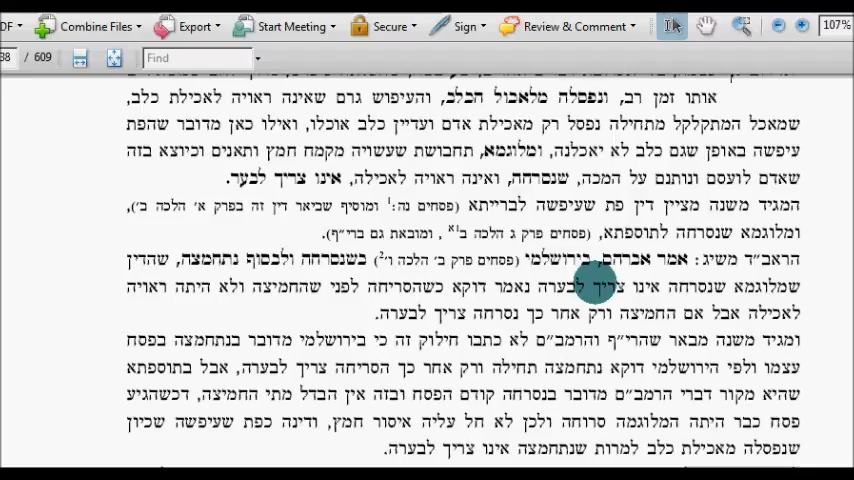 DF Combine Files Export Start Meeting Secure Sign Review & Comment 107%
38 / 609 Find
אותו זמן רב, ונפסלה מלאכול הכלב, והעיפוש גרם שאינה ראויה לאכילת כלב,
שמאכל המתקלקל מתחילה נפסל רק מאכילת אדם ועדיין כלב אוכלו, ואילו כאן מדובר שהפת
עיפשה באופן שגם כלב לא יאכלנה, ומלוגמא, תחבושת שעשויה מקמח חמץ ותאנים וכיוצא בזה
שאדם לועסם ונותנם על המכה, שנסרחה, ואינה ראויה לאכילה, אינו צריך לבער.
המגיד משנה מציין דין פת שעיפשה לברייתא (פסחים נה:1 ומוסיף שביאר דין זה בפרק א׳ הלכה ב׳),
ומלוגמא שנסרחה לתוספתא, (פסחים פרק ג הלכה ב1א, ומובאת גם ברי״ף).
הראב״ד משיג: אמר אברהם, בירושלמי (פסחים פרק ב׳ הלכה ו׳2) כשנסרחה ולבסוף נתחמצה, שהדין
שמלוגמא שנסרחה אינו צריך לבערה נאמר דוקא כשהסריחה לפני שהחמיצה ולא היתה ראויה
לאכילה אבל אם החמיצה ורק אחר כך נסרחה צריך לבערה.
ומגיד משנה מבאר שהרי״ף והרמב״ם לא כתבו חילוק זה כי בירושלמי מדובר בנתחמצה בפסח
עצמו ולפי הירושלמי דוקא נתחמצה תחילה ורק אחר כך הסריחה צריך לבערה, אבל בתוספתא
שהיא מקור דברי הרמב״ם מדובר בנסרחה קודם הפסח ובזה אין הבדל מתי החמיצה, דכשהגיע
פסח כבר היתה המלוגמה סרוחה ולכן לא חל עליה איסור חמץ, ודינה כפת שעיפשה שכיון
שנפסלה מאכילת כלב למרות שנתחמצה אינו צריך לבערה.